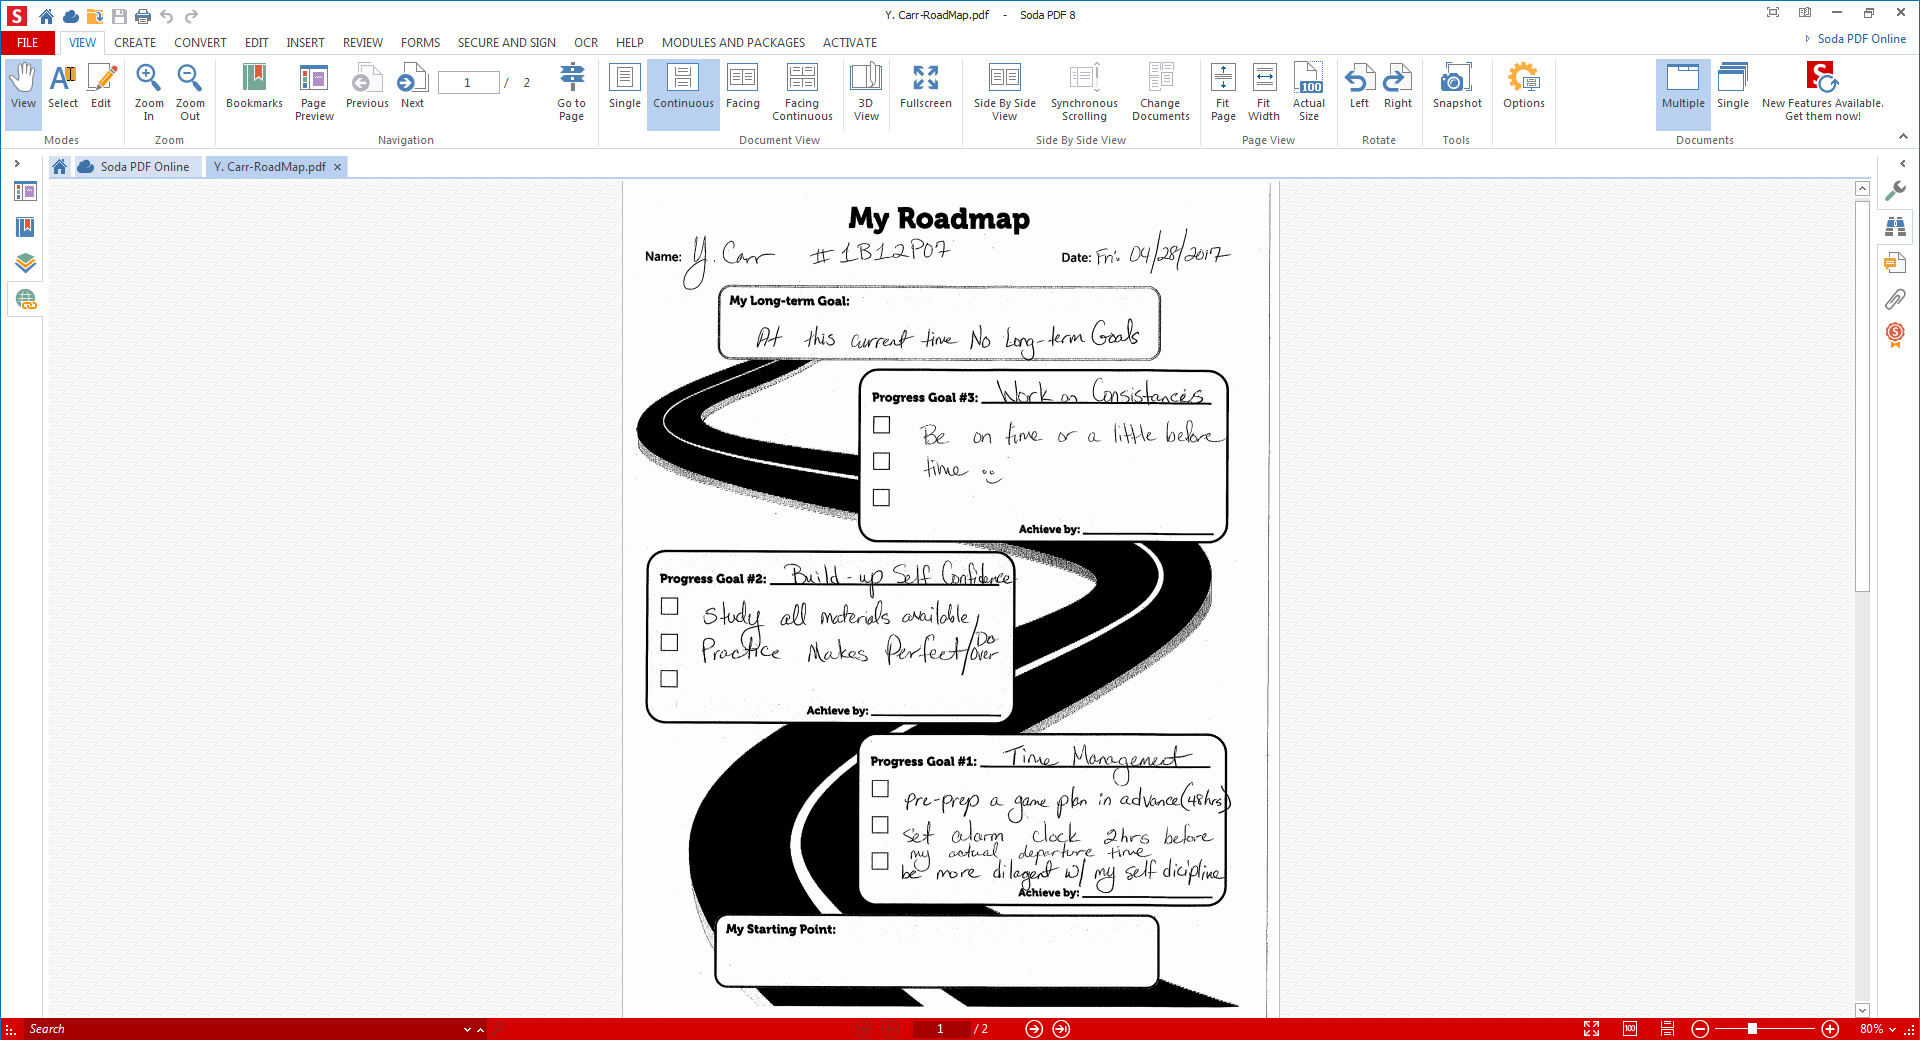 Y. Carr-RoadMap.pdf - Soda PDF 8
FILE VIEW CREATE CONVERT EDIT INSERT REVIEW FORMS SECURE AND SIGN OCR HELP MODULES AND PACKAGES ACTIVATE Soda PDF Online
View Select Edit Zoom In Zoom Out Bookmarks Page Preview Previous Next 1 / 2 Go to Page Single Continuous Facing Facing Continuous 3D View Fullscreen Side By Side View Synchronous Scrolling Change Documents Fit Page Fit Width 100 Actual Size Left Right Snapshot Options Multiple Single New Features Available. Get them now!
Modes Zoom Navigation Document View Side By Side View Page View Rotate Tools Documents
Soda PDF Online Y. Carr-RoadMap.pdf
My Roadmap
Name: Y. Carr #1B12P07 Date: Fri: 04/28/2017
My Long-term Goal:
At this current time No Long-term Goals
Progress Goal #3: Work on Consistances
Be on time or a little before
time
Achieve by:
Progress Goal #2: Build-up Self Confidence
Study all materials available/
Practice Makes Perfect/Do Over
Achieve by:
Progress Goal #1: Time Management
Pre-prep a game plan in advance(48hrs)
set alarm clock 2hrs before
my actual departure time
be more dilagent w/ my self dicipline
Achieve by:
My Starting Point:
Search 1 / 2 100 80%